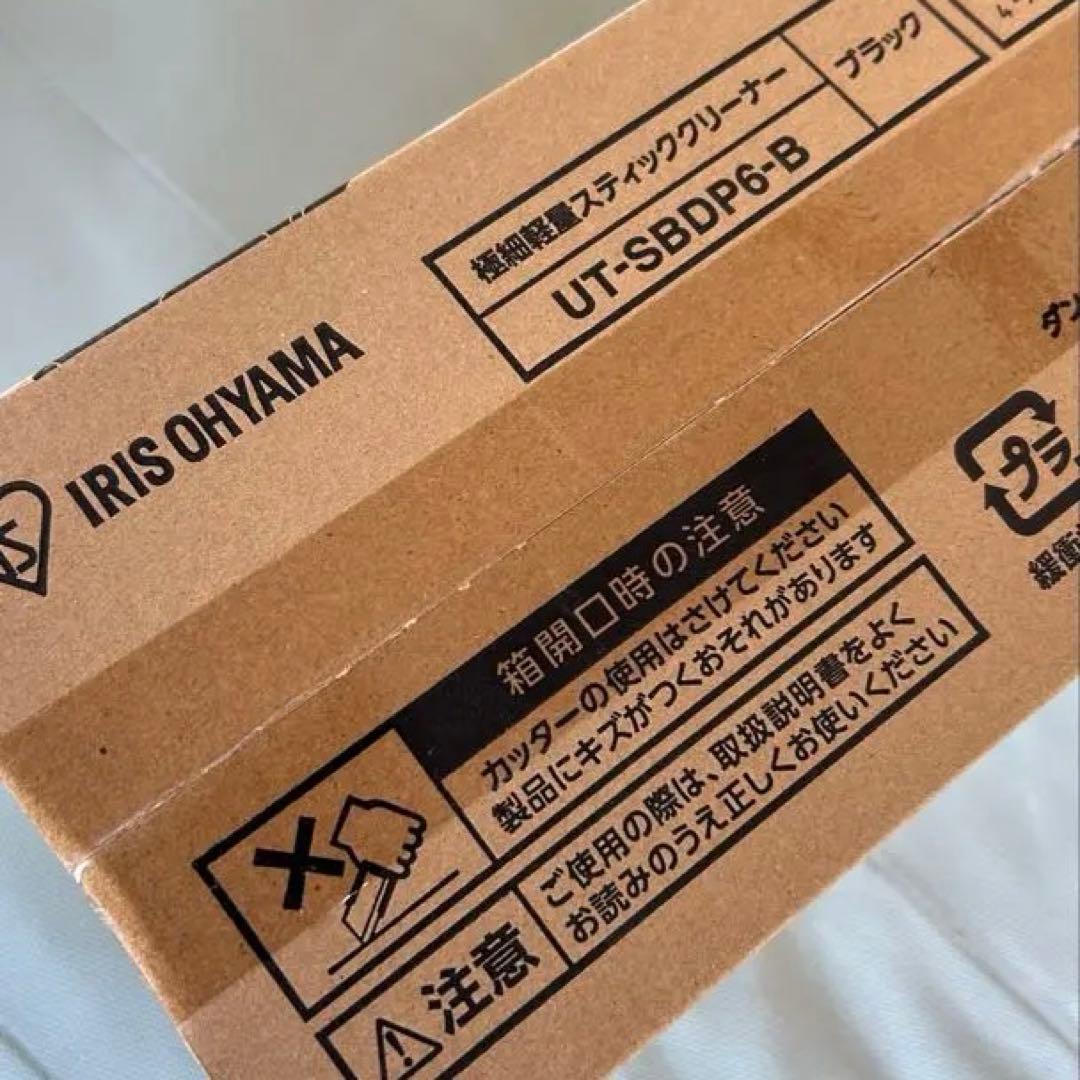 極細軽量スティッククリーナー
ブラック
UT-SBDP6-B
IRIS OHYAMA
プラ
箱開口時の注意
カッターの使用はさけてください
製品にキズがつくおそれがあります
注意
ご使用の際は、取扱説明書をよく
お読みのうえ正しくお使いください